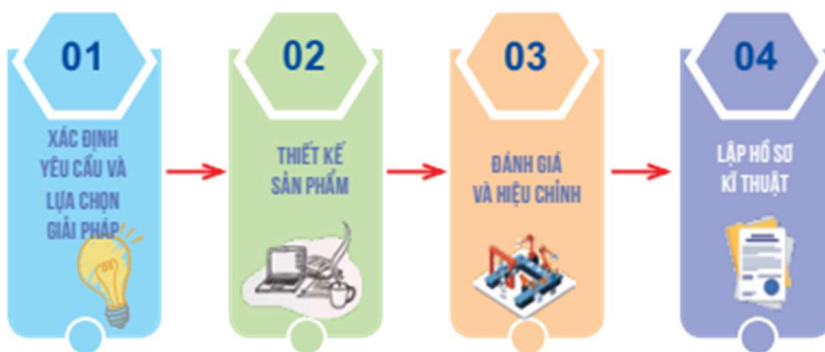 01
XÁC ĐỊNH
YÊU CẦU VÀ
LỰA CHỌN
GIẢI PHÁP
02
THIẾT KẾ
SẢN PHẨM
03
ĐÁNH GIÁ
VÀ HIỆU CHỈNH
04
LẬP HỒ SƠ
KĨ THUẬT